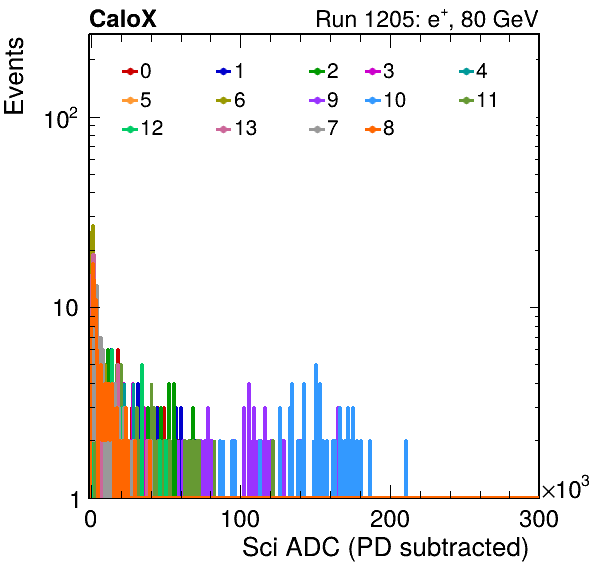 CaloX Run 1205: e⁺, 80 GeV
Events
0 1 2 3 4
5 6 9 10 11
12 13 7 8
10²
10
1
0 100 200 300 ×10³
Sci ADC (PD subtracted)